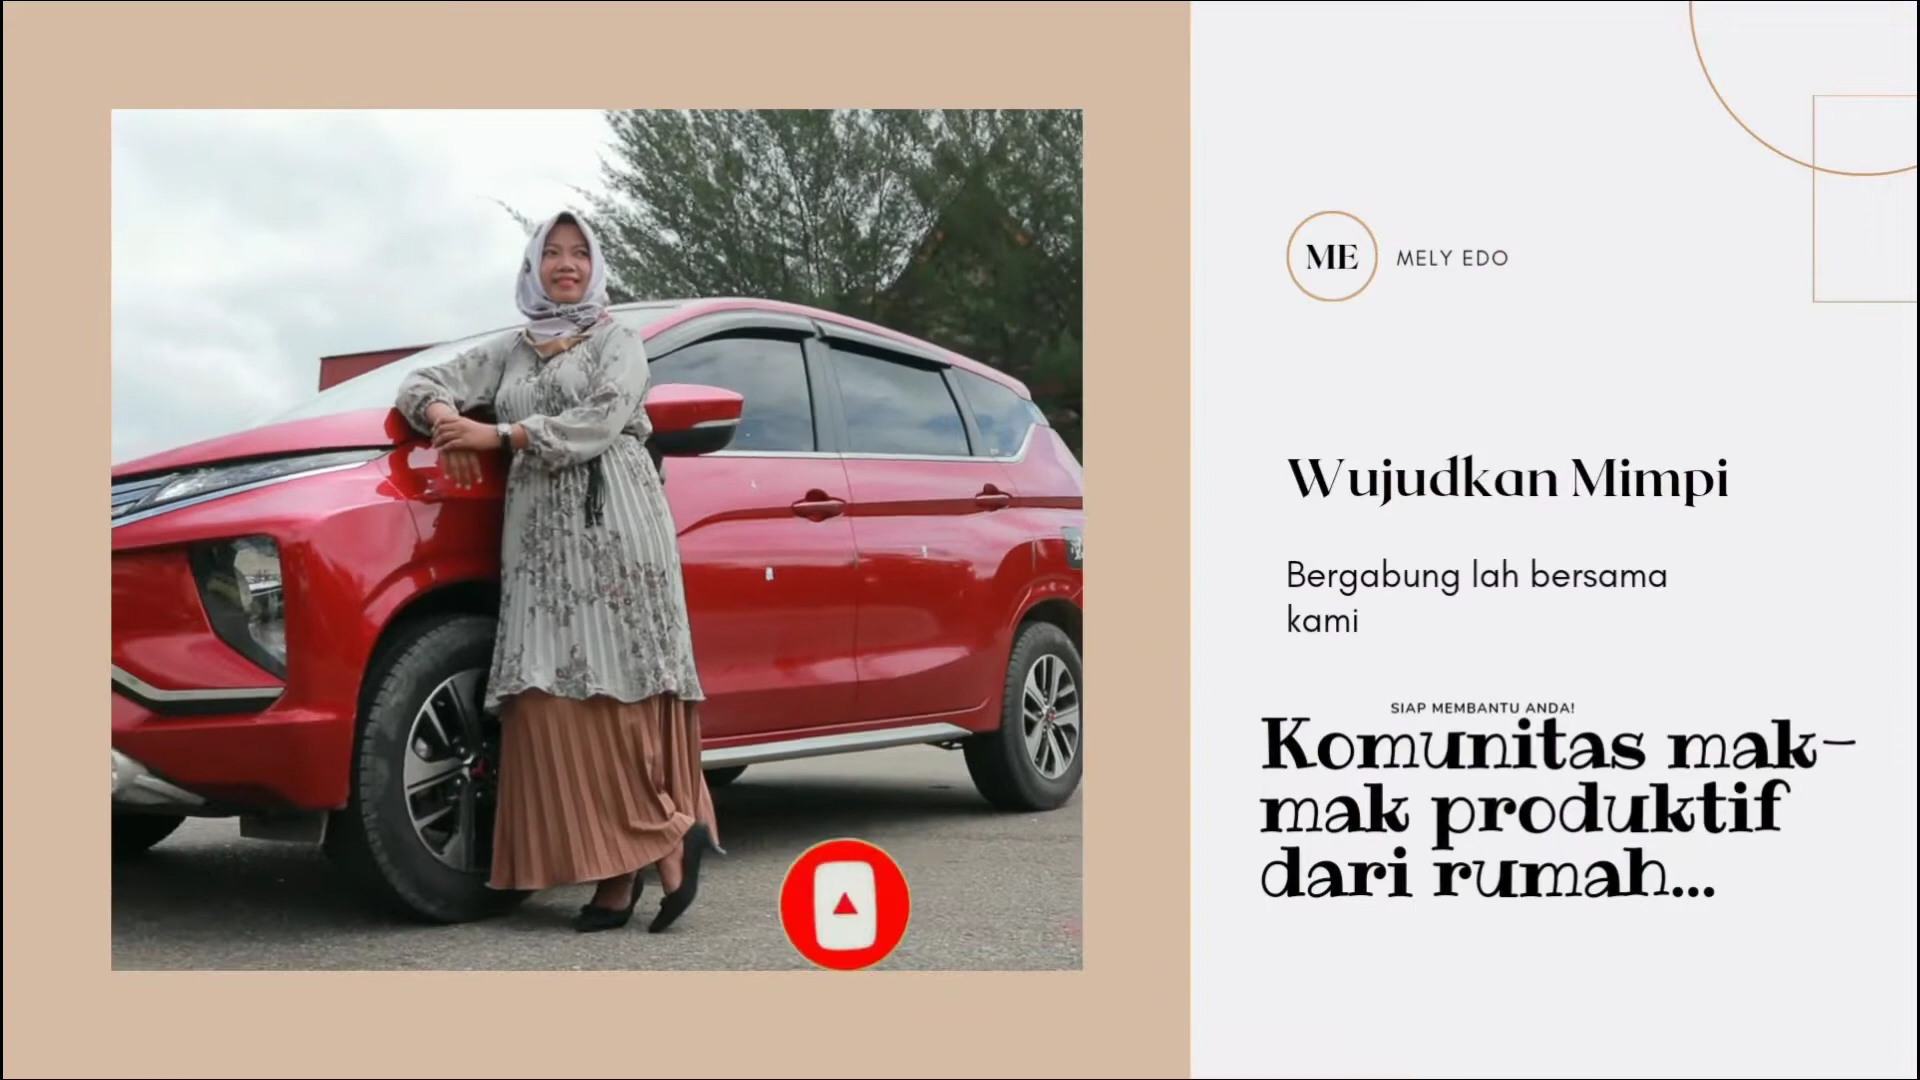 ME MELY EDO
Wujudkan Mimpi
Bergabung lah bersama
kami
SIAP MEMBANTU ANDA!
Komunitas mak-
mak produktif
dari rumah...